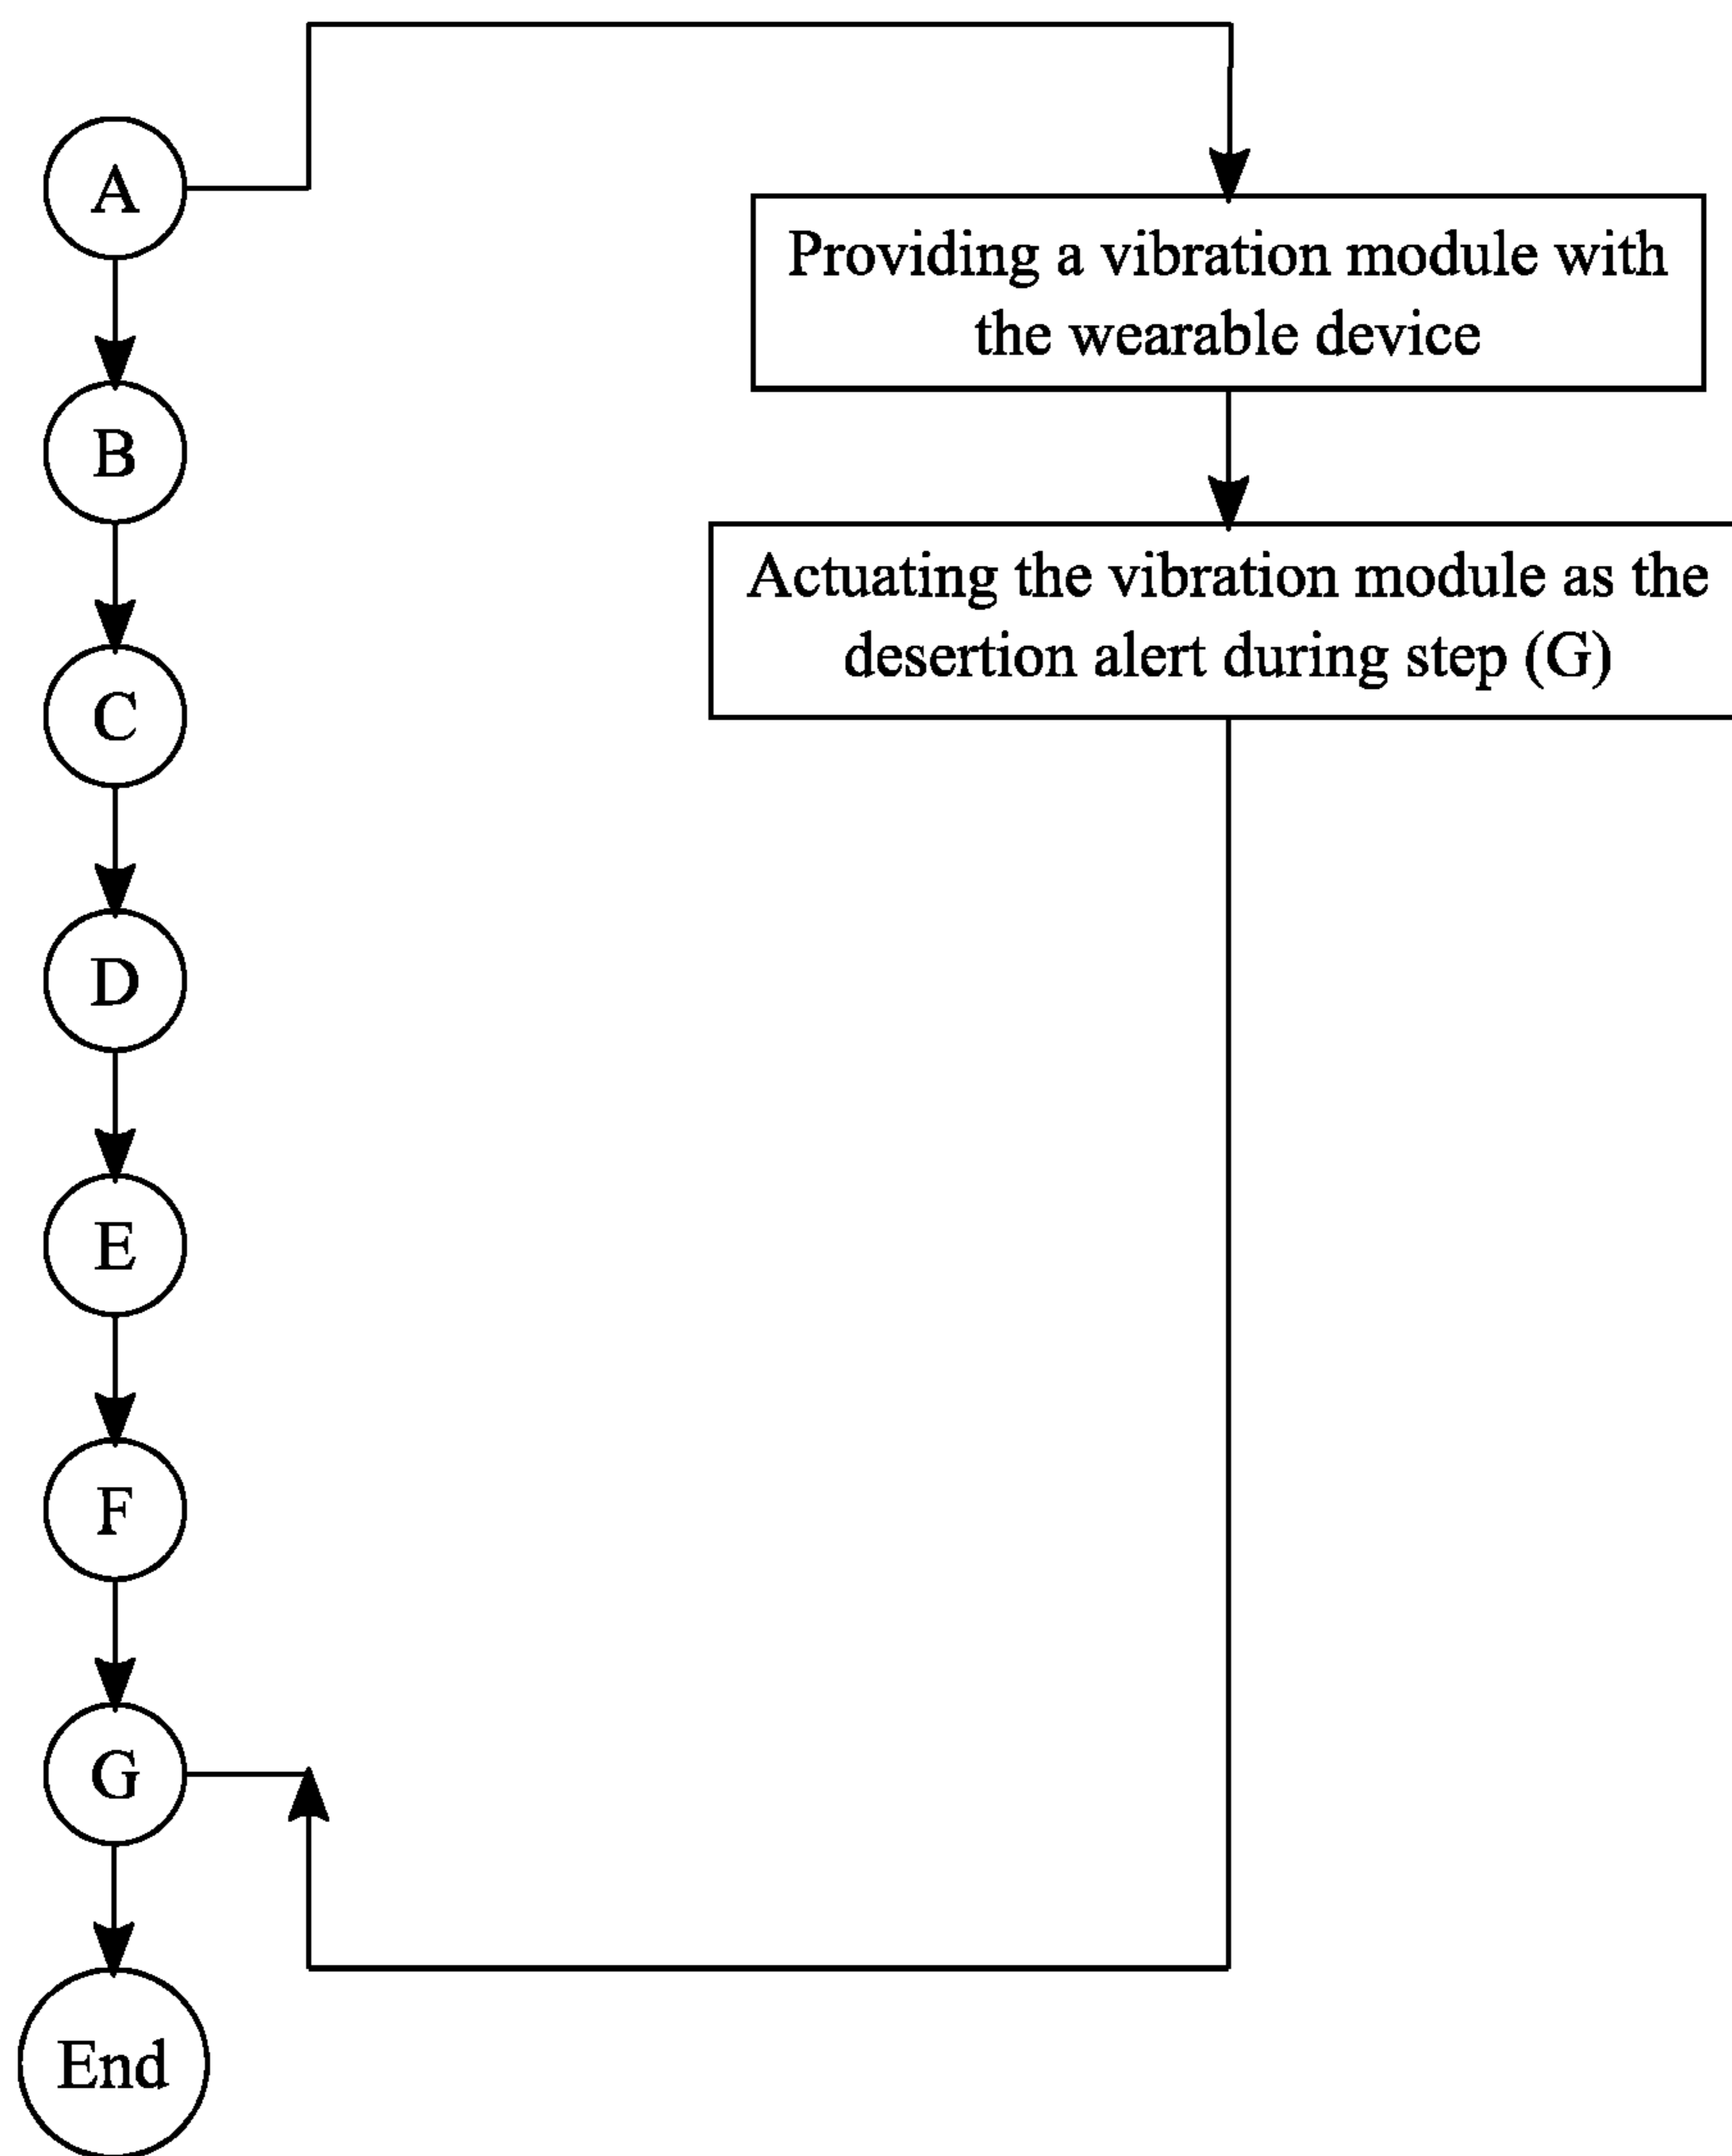 A
Providing a vibration module with
the wearable device
B
Actuating the vibration module as the
desertion alert during step (G)
C
D
E
F
G
End